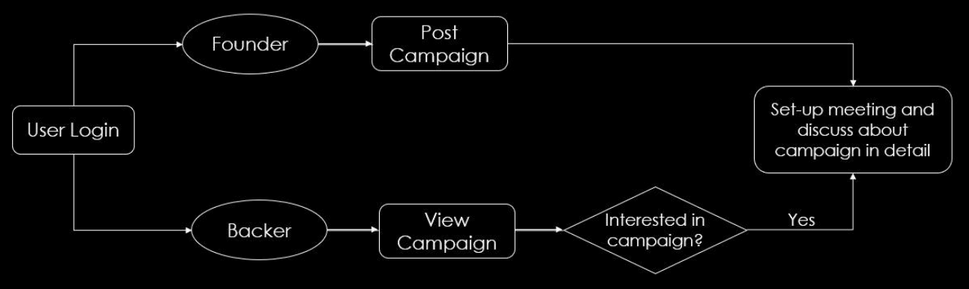 Founder
Post
Campaign
User Login
Set-up meeting and
discuss about
campaign in detail
Backer
View
Campaign
Interested in
campaign?
Yes